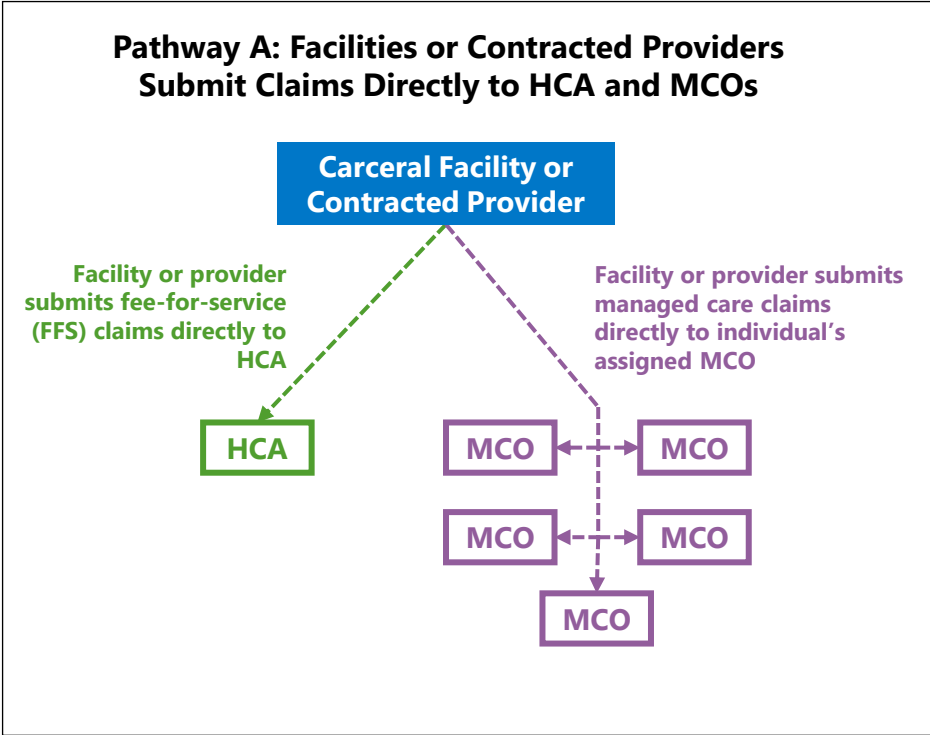 Pathway A: Facilities or Contracted Providers
Submit Claims Directly to HCA and MCOs
Carceral Facility or
Contracted Provider
Facility or provider
submits fee-for-service
(FFS) claims directly to
HCA
Facility or provider submits
managed care claims
directly to individual’s
assigned MCO
HCA
MCO
MCO
MCO
MCO
MCO